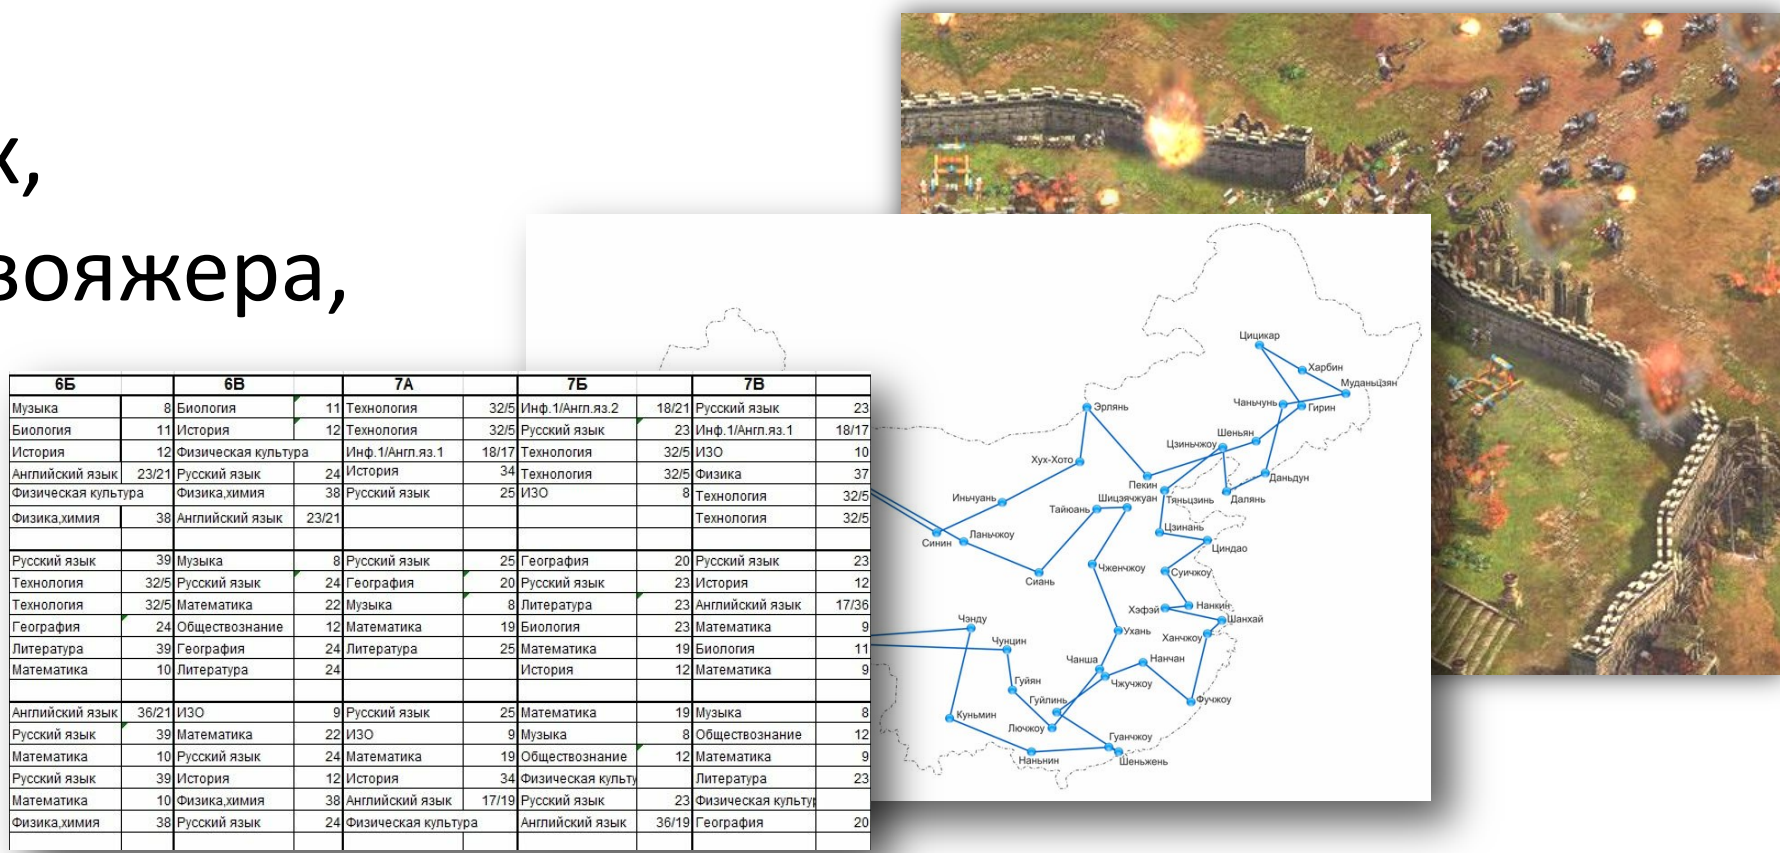 х,
вояжера,
6Б 6В 7А 7Б 7В
Музыка 8 Биология 11 Технология 32/5 Инф.1/Англ.яз.2 18/21 Русский язык 23
Биология 11 История 12 Технология 32/5 Русский язык 23 Инф.1/Англ.яз.1 18/17
История 12 Физическая культура Инф.1/Англ.яз.1 18/17 Технология 32/5 ИЗО 10
Английский язык 23/21 Русский язык 24 История 34 Технология 32/5 Физика 37
Физическая культура Физика,химия 38 Русский язык 25 ИЗО 8 Технология 32/5
Физика,химия 38 Английский язык 23/21 Технология 32/5
Русский язык 39 Музыка 8 Русский язык 25 География 20 Русский язык 23
Технология 32/5 Русский язык 24 География 20 Русский язык 23 История 12
Технология 32/5 Математика 22 Музыка 8 Литература 23 Английский язык 17/36
География 24 Обществознание 12 Математика 19 Биология 23 Математика 9
Литература 39 География 24 Литература 25 Математика 19 Биология 11
Математика 10 Литература 24 История 12 Математика 9
Английский язык 36/21 ИЗО 9 Русский язык 25 Математика 19 Музыка 8
Русский язык 39 Математика 22 ИЗО 9 Музыка 8 Обществознание 12
Математика 10 Русский язык 24 Математика 19 Обществознание 12 Математика 9
Русский язык 39 История 12 История 34 Физическая культу Литература 23
Математика 10 Физика,химия 38 Английский язык 17/19 Русский язык 23 Физическая культур
Физика,химия 38 Русский язык 24 Физическая культура Английский язык 36/19 География 20
Цицикар
Харбин
Муданьцзян
Чаньчунь
Гирин
Эрлянь
Шеньян
Цзиньчжоу
Хух-Хото
Даньдун
Пекин
Иньчуань
Шицзячжуан
Тяньцзинь
Далянь
Тайюань
Цзинань
Ланьчжоу
Синин
Циндао
Чженчжоу
Суичжоу
Сиань
Хэфэй
Нанкин
Чэнду
Шанхай
Ухань
Ханчжоу
Чунцин
Чанша
Наньчан
Гуйян
Чжучжоу
Гуйлинь
Фучжоу
Куньмин
Лючжоу
Гуанчжоу
Наньнин
Шеньжень